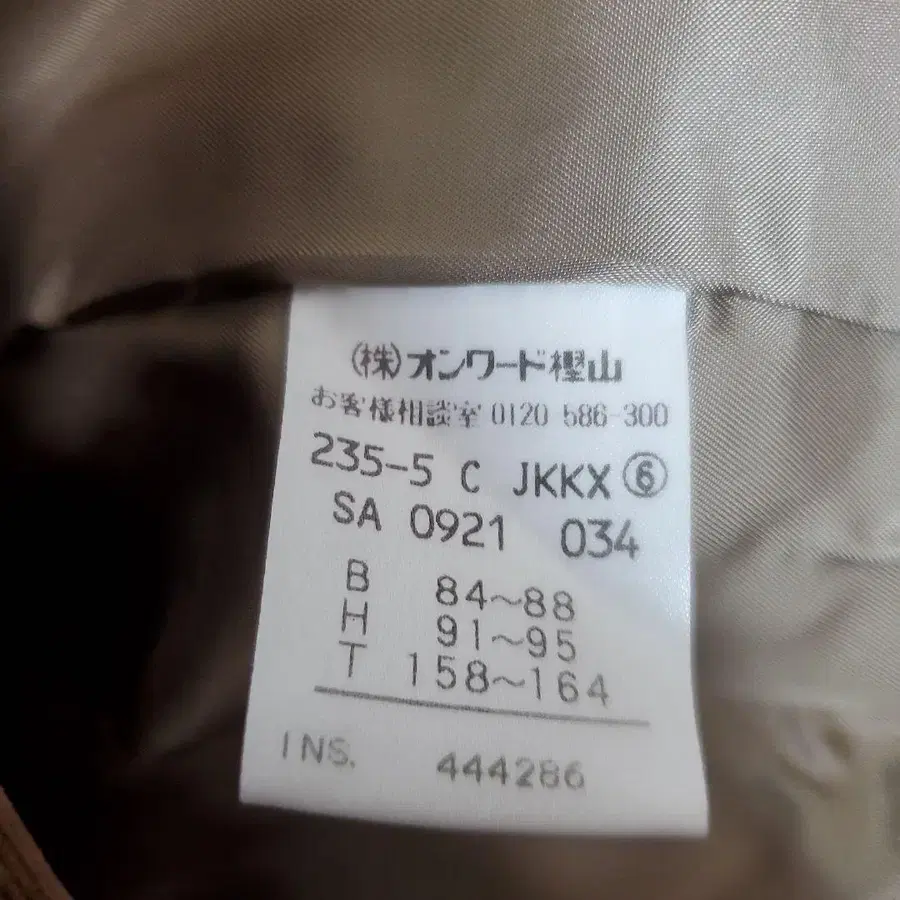 (株)オンワード樫山
お客様相談室 0120 586-300
235-5 C JKKX ⑥
SA 0921 034
B 84〜88
H 91〜95
T 158〜164
INS. 444286